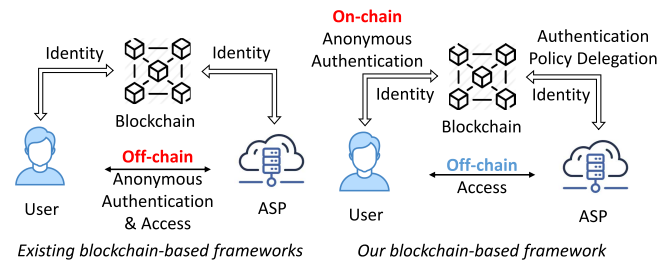 Identity
Identity
Blockchain
Off-chain
Anonymous
Authentication
& Access
User
ASP
Existing blockchain-based frameworks
On-chain
Anonymous
Authentication
Identity
Authentication
Policy Delegation
Identity
Blockchain
Off-chain
Access
User
ASP
Our blockchain-based framework